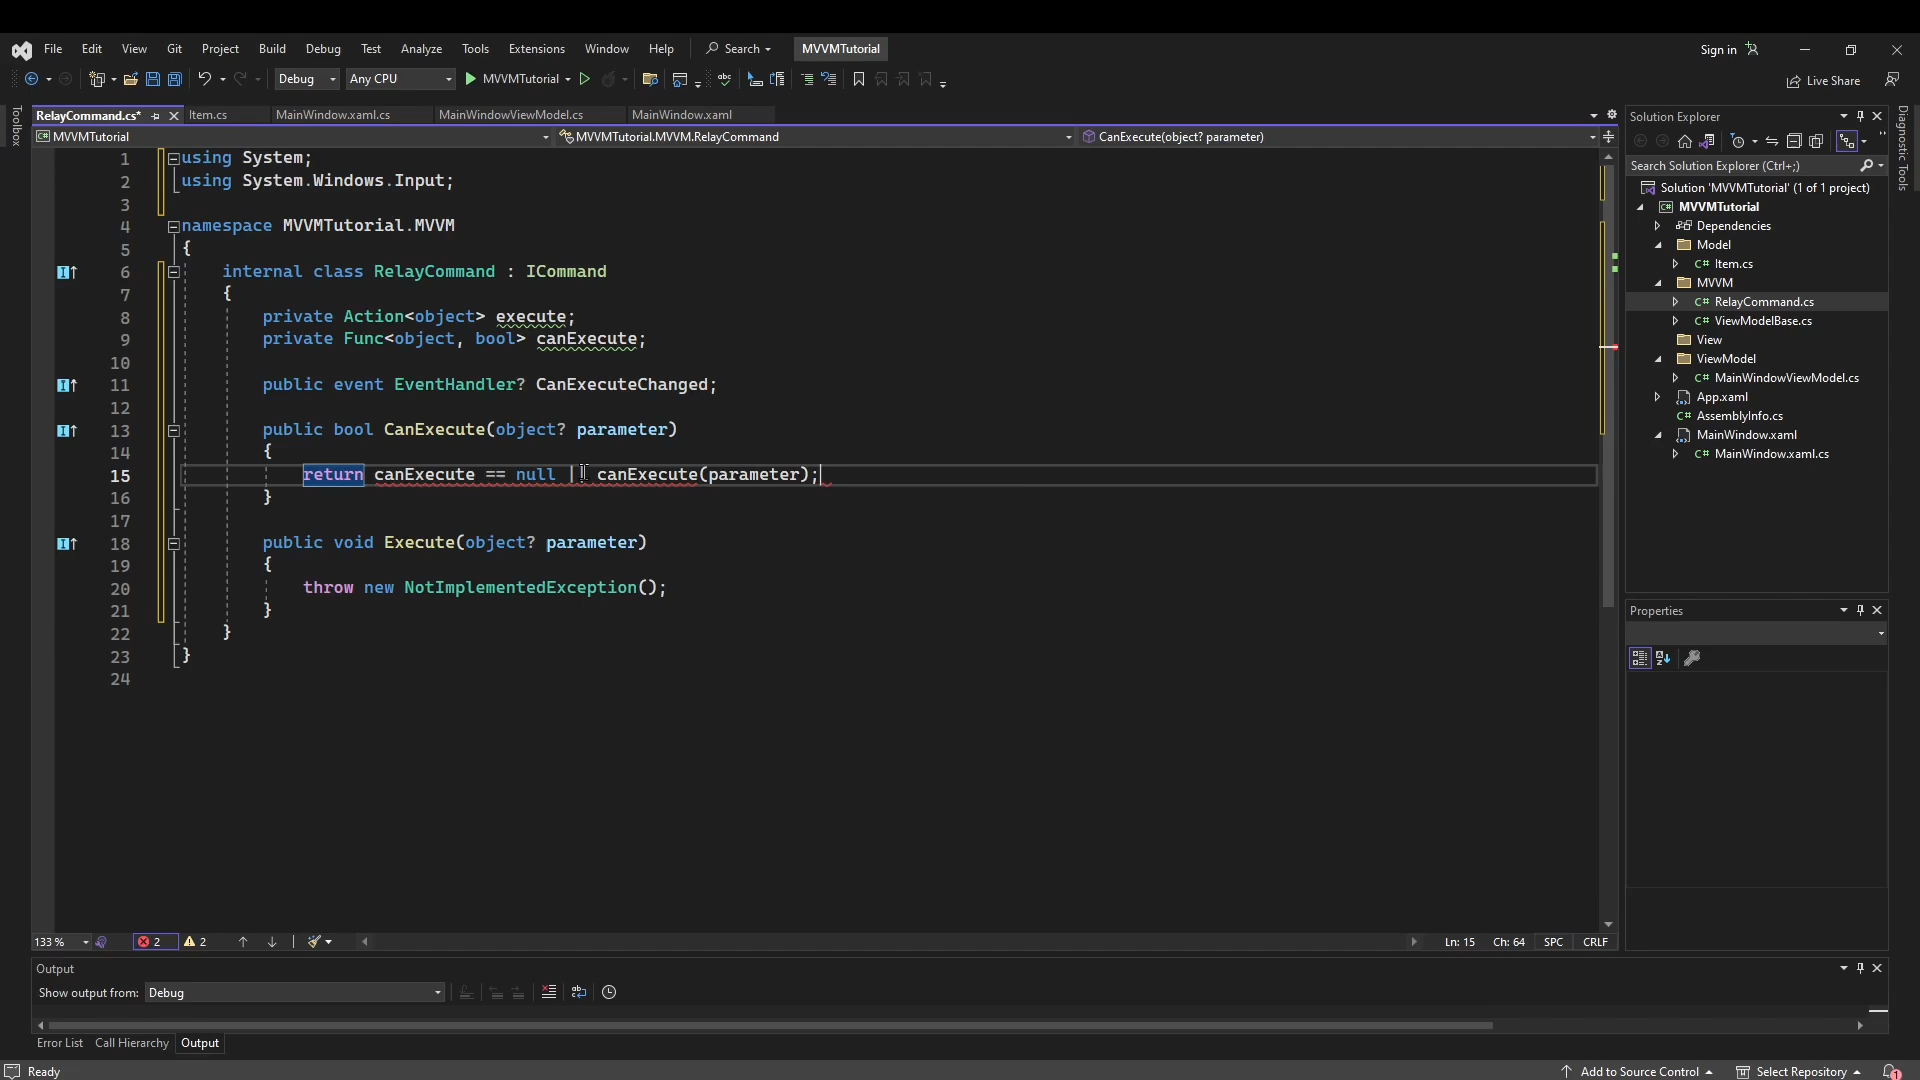 File Edit View Git Project Build Debug Test Analyze Tools Extensions Window Help Search MVVMTutorial Sign in
Debug Any CPU MVVMTutorial Live Share
RelayCommand.cs* Item.cs MainWindow.xaml.cs MainWindowViewModel.cs MainWindow.xaml
MVVMTutorial MVVMTutorial.MVVM.RelayCommand CanExecute(object? parameter)
Toolbox
1 using System;
2 using System.Windows.Input;
3
4 namespace MVVMTutorial.MVVM
5 {
6 internal class RelayCommand : ICommand
7 {
8 private Action<object> execute;
9 private Func<object, bool> canExecute;
10
11 public event EventHandler? CanExecuteChanged;
12
13 public bool CanExecute(object? parameter)
14 {
15 return canExecute == null || canExecute(parameter);
16 }
17
18 public void Execute(object? parameter)
19 {
20 throw new NotImplementedException();
21 }
22 }
23 }
24
133 % 2 2 Ln: 15 Ch: 64 SPC CRLF
Output
Show output from: Debug
Error List Call Hierarchy Output
Solution Explorer
Search Solution Explorer (Ctrl+;)
Solution 'MVVMTutorial' (1 of 1 project)
C# MVVMTutorial
Dependencies
Model
C# Item.cs
MVVM
C# RelayCommand.cs
C# ViewModelBase.cs
View
ViewModel
C# MainWindowViewModel.cs
App.xaml
C# AssemblyInfo.cs
MainWindow.xaml
C# MainWindow.xaml.cs
Properties
Diagnostic Tools
Ready Add to Source Control Select Repository 1